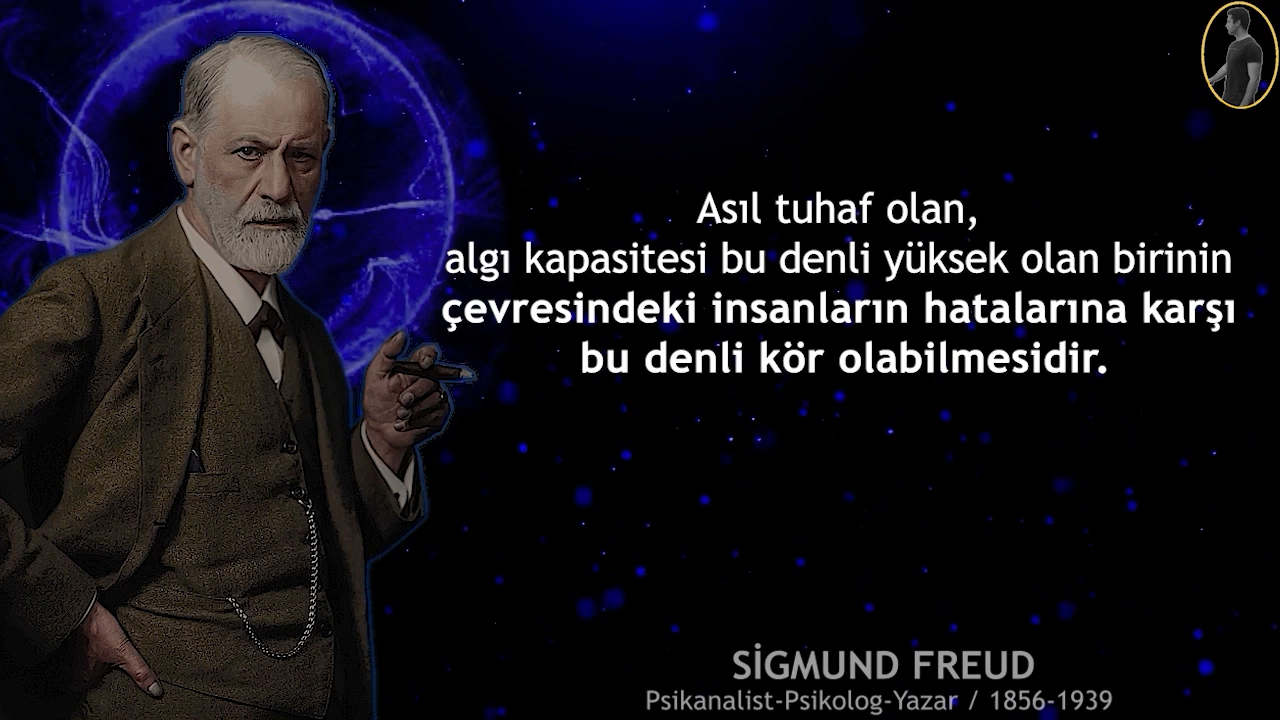 Asıl tuhaf olan,
algı kapasitesi bu denli yüksek olan birinin
çevresindeki insanların hatalarına karşı
bu denli kör olabilmesidir.
SİGMUND FREUD
Psikanalist-Psikolog-Yazar / 1856-1939